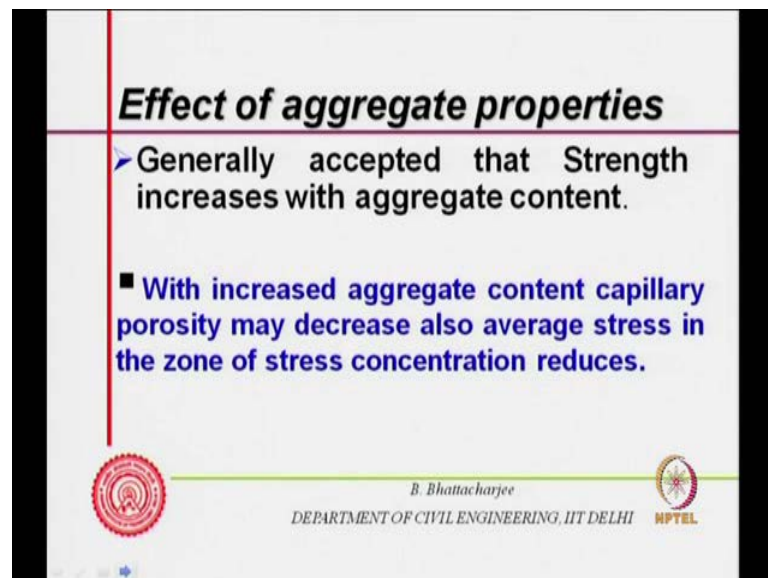 Effect of aggregate properties
➢Generally accepted that Strength
increases with aggregate content.
■ With increased aggregate content capillary
porosity may decrease also average stress in
the zone of stress concentration reduces.
B. Bhattacharjee
DEPARTMENT OF CIVIL ENGINEERING, IIT DELHI
NPTEL